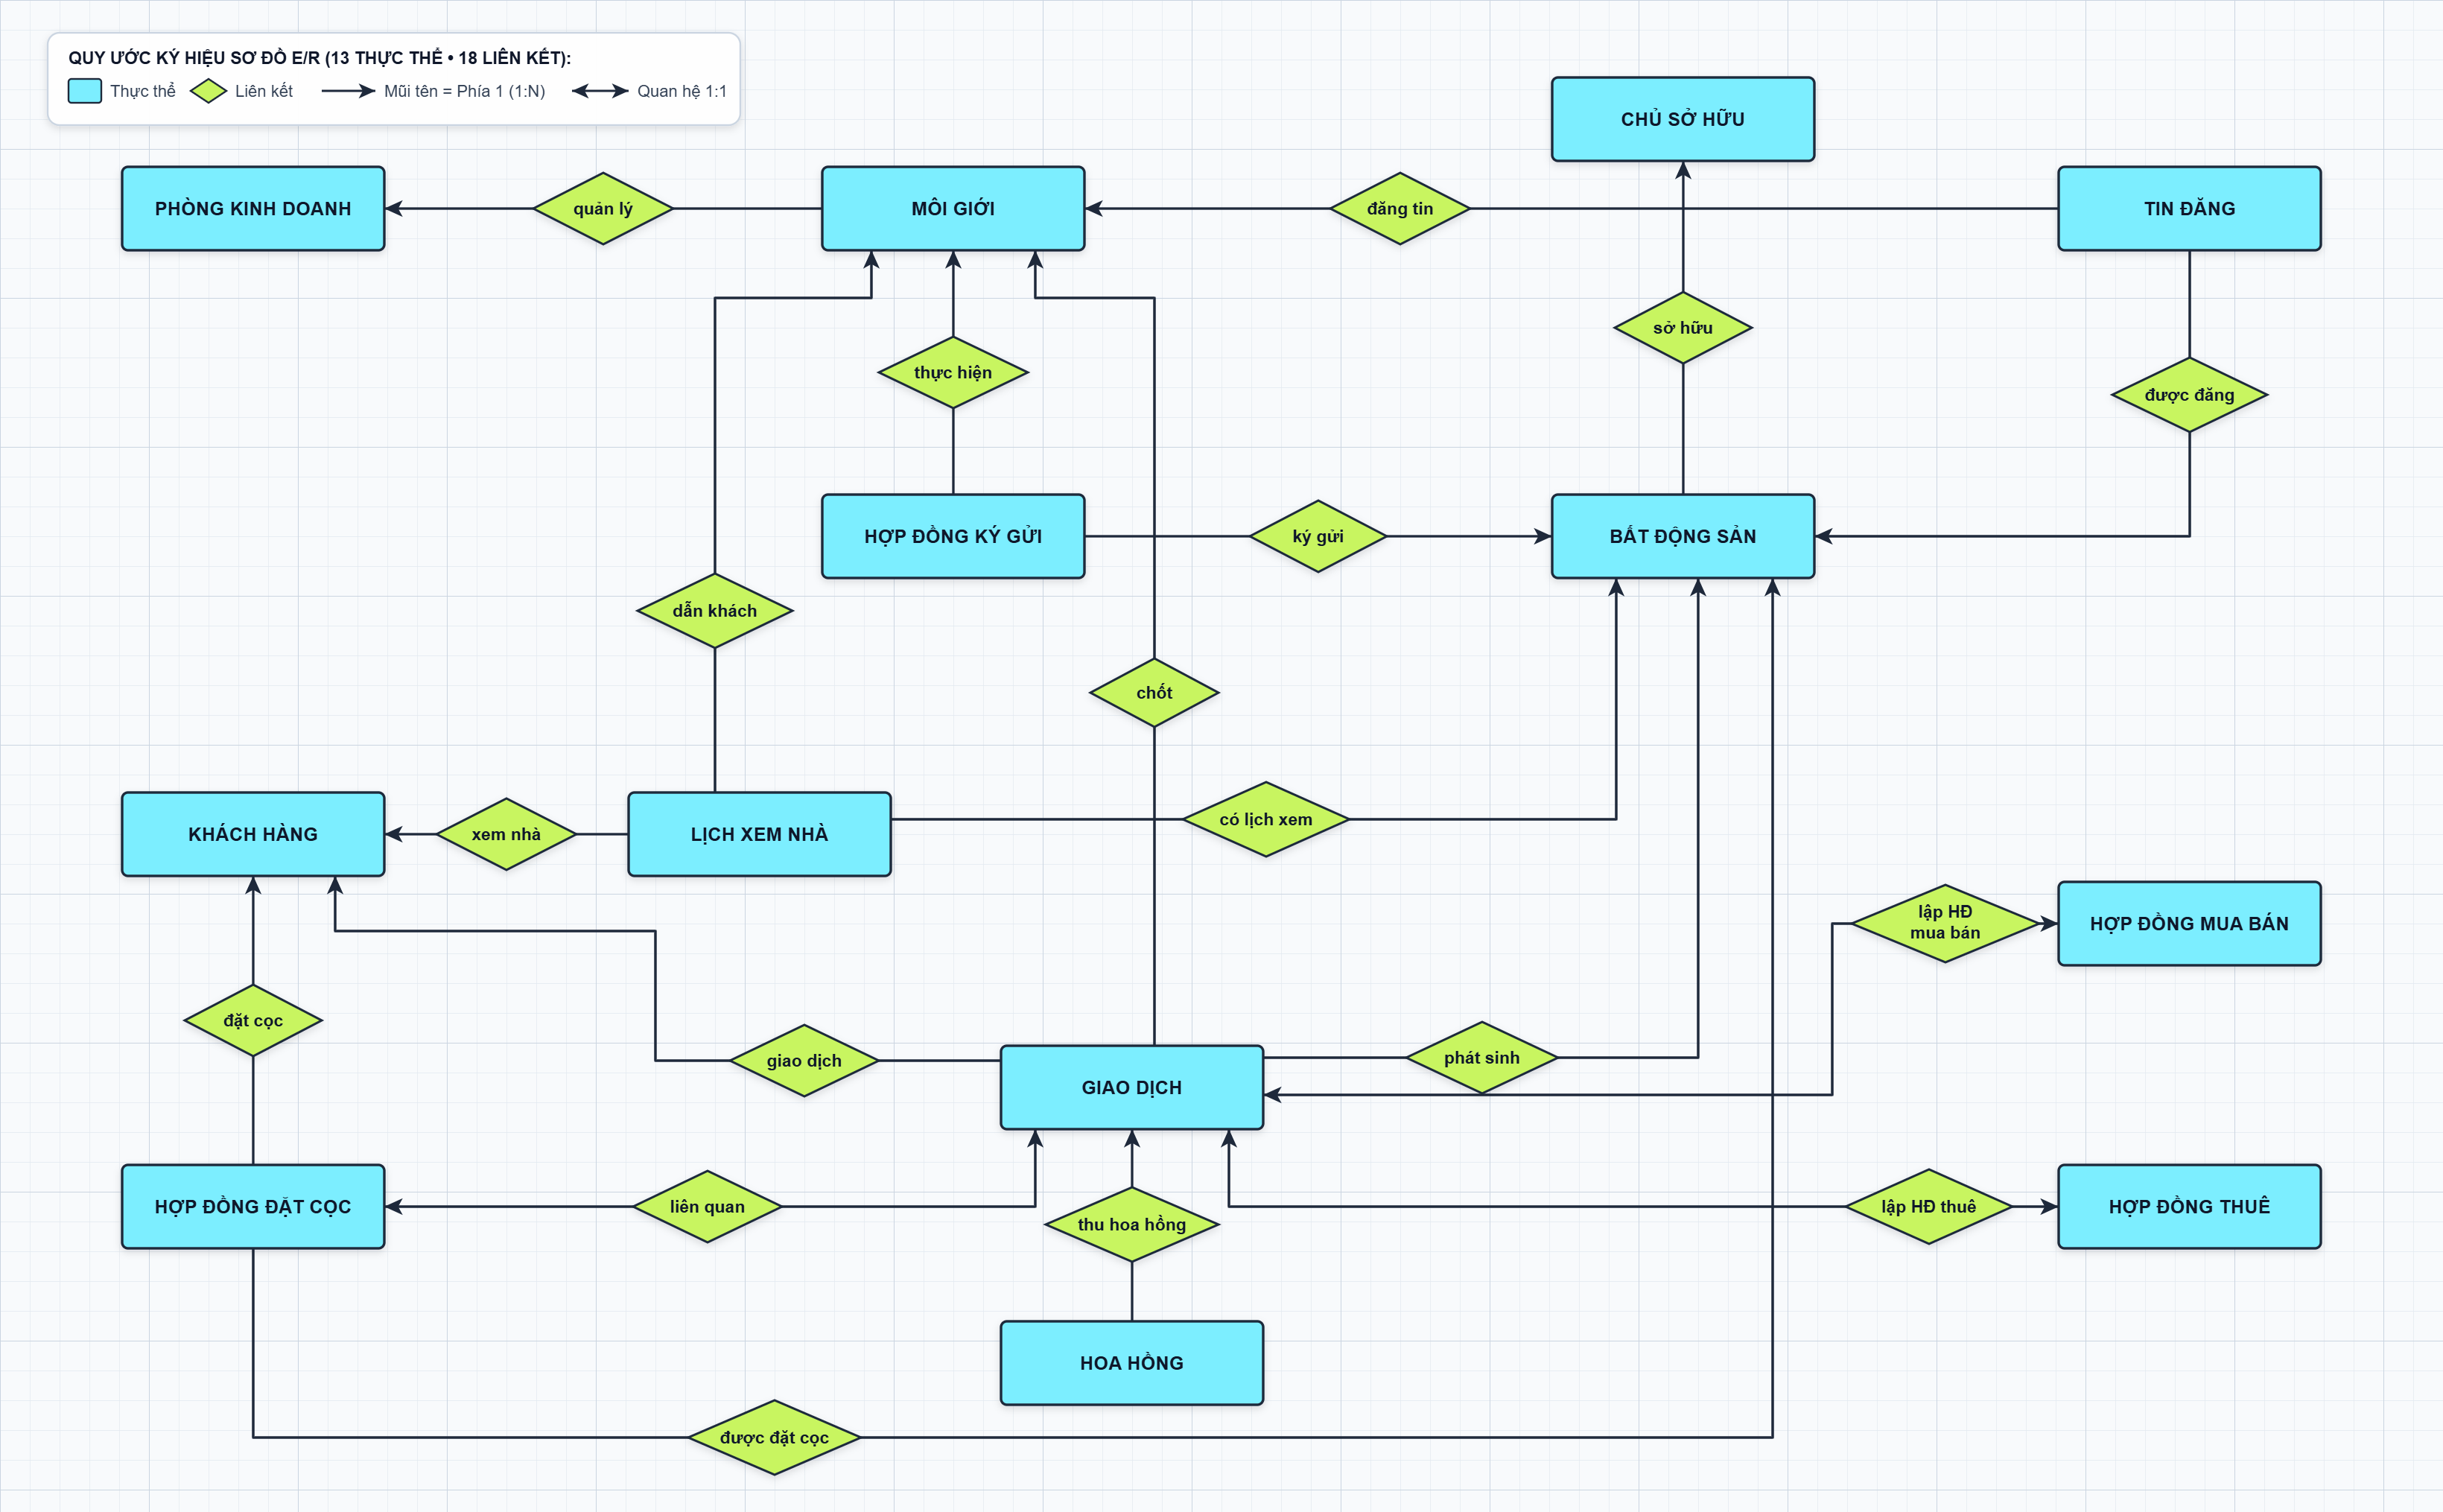 QUY ƯỚC KÝ HIỆU SƠ ĐỒ E/R (13 THỰC THỂ • 18 LIÊN KẾT):
Thực thể
Liên kết
Mũi tên = Phía 1 (1:N)
Quan hệ 1:1
CHỦ SỞ HỮU
PHÒNG KINH DOANH
quản lý
MÔI GIỚI
đăng tin
TIN ĐĂNG
sở hữu
thực hiện
được đăng
HỢP ĐỒNG KÝ GỬI
ký gửi
BẤT ĐỘNG SẢN
dẫn khách
chốt
KHÁCH HÀNG
xem nhà
LỊCH XEM NHÀ
có lịch xem
lập HĐ
mua bán
HỢP ĐỒNG MUA BÁN
đặt cọc
giao dịch
GIAO DỊCH
phát sinh
HỢP ĐỒNG ĐẶT CỌC
liên quan
thu hoa hồng
lập HĐ thuê
HỢP ĐỒNG THUÊ
HOA HỒNG
được đặt cọc